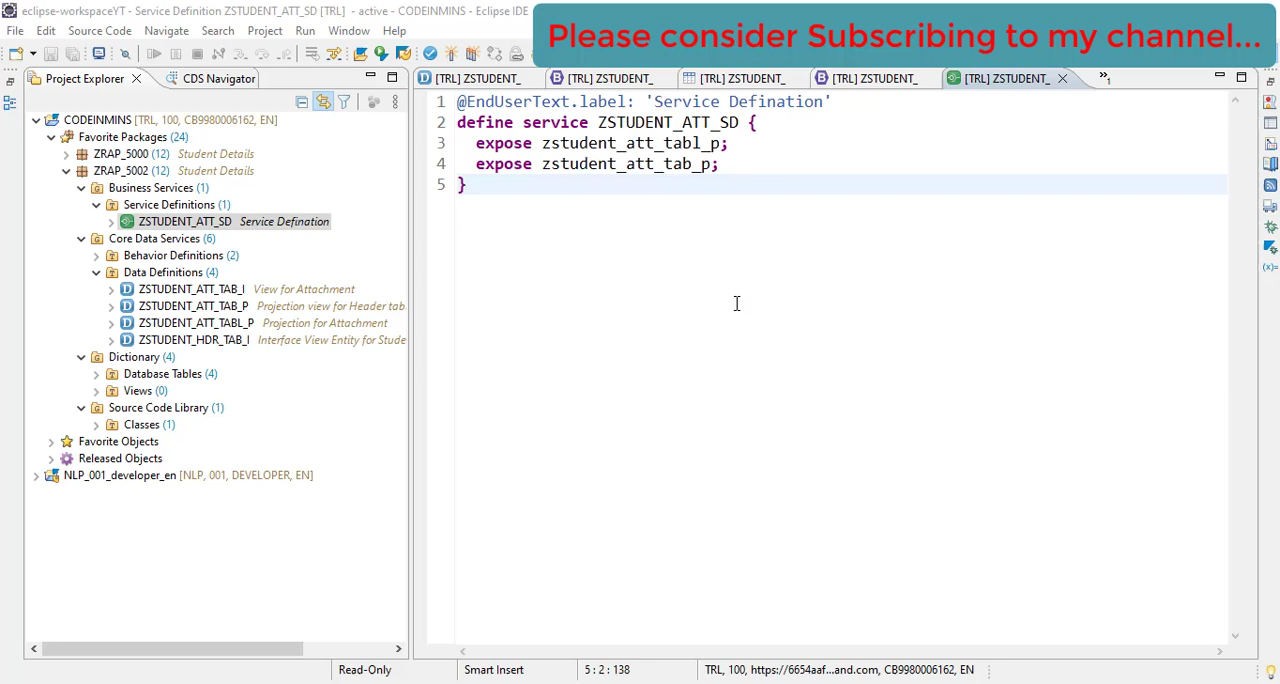 eclipse-workspaceYT - Service Definition ZSTUDENT_ATT_SD [TRL] - active - CODEINMINS - Eclipse IDE
Please consider Subscribing to my channel...
File Edit Source Code Navigate Search Project Run Window Help
Project Explorer CDS Navigator
[TRL] ZSTUDENT_ [TRL] ZSTUDENT_ [TRL] ZSTUDENT_ [TRL] ZSTUDENT_ [TRL] ZSTUDENT_ 1
CODEINMINS [TRL, 100, CB9980006162, EN]
Favorite Packages (24)
ZRAP_5000 (12) Student Details
ZRAP_5002 (12) Student Details
Business Services (1)
Service Definitions (1)
ZSTUDENT_ATT_SD Service Defination
Core Data Services (6)
Behavior Definitions (2)
Data Definitions (4)
ZSTUDENT_ATT_TAB_I View for Attachment
ZSTUDENT_ATT_TAB_P Projection view for Header tab
ZSTUDENT_ATT_TABL_P Projection for Attachment
ZSTUDENT_HDR_TAB_I Interface View Entity for Stude
Dictionary (4)
Database Tables (4)
Views (0)
Source Code Library (1)
Classes (1)
Favorite Objects
Released Objects
NLP_001_developer_en [NLP, 001, DEVELOPER, EN]
1 @EndUserText.label: 'Service Defination'
2 define service ZSTUDENT_ATT_SD {
3 expose zstudent_att_tabl_p;
4 expose zstudent_att_tab_p;
5 }
Read-Only Smart Insert 5 : 2 : 138 TRL, 100, https://6654aaf...and.com, CB9980006162, EN